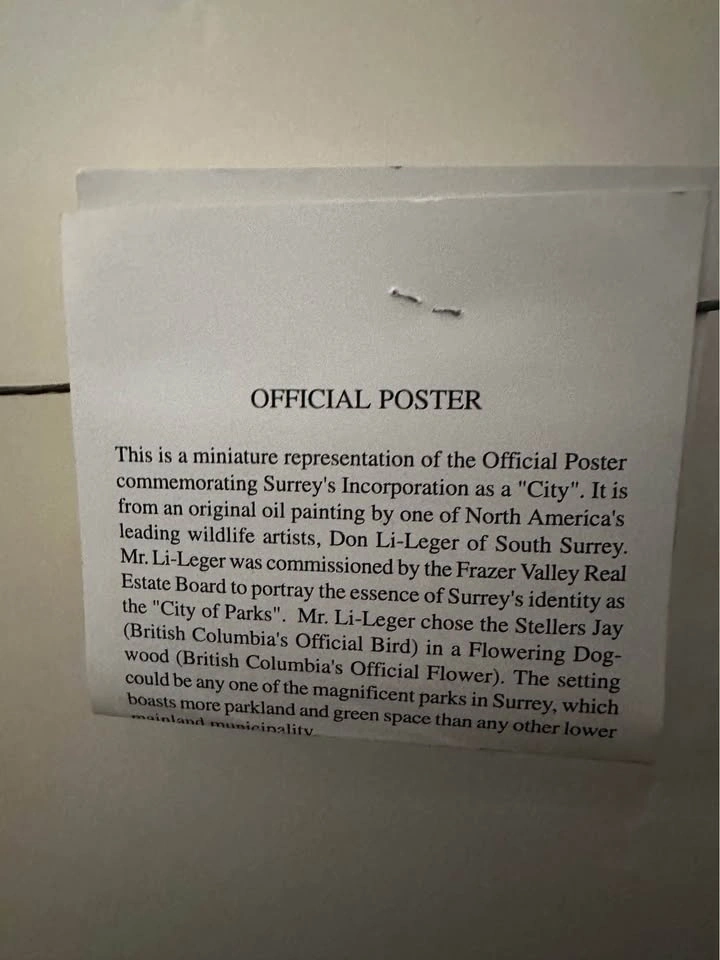 OFFICIAL POSTER
This is a miniature representation of the Official Poster
commemorating Surrey's Incorporation as a "City". It is
from an original oil painting by one of North America's
leading wildlife artists, Don Li-Leger of South Surrey.
Mr. Li-Leger was commissioned by the Frazer Valley Real
Estate Board to portray the essence of Surrey's identity as
the "City of Parks". Mr. Li-Leger chose the Stellers Jay
(British Columbia's Official Bird) in a Flowering Dog-
wood (British Columbia's Official Flower). The setting
could be any one of the magnificent parks in Surrey, which
boasts more parkland and green space than any other lower
mainland municipality